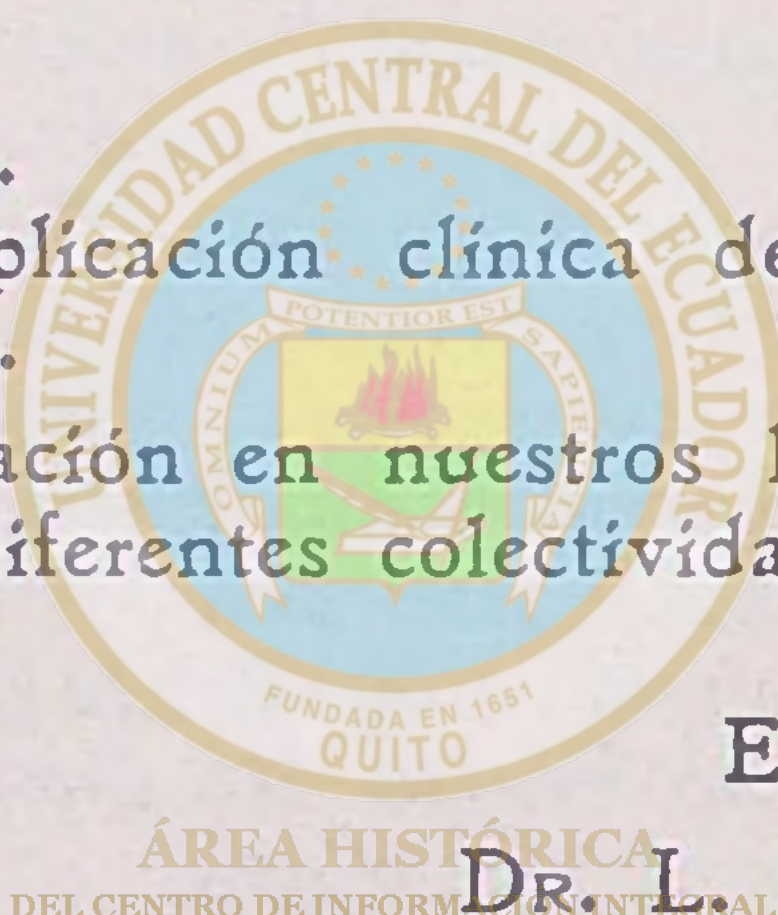 UNIVERSIDAD CENTRAL DEL ECUADOR
plicación clínica de
POTENTIOR EST
OMNIUM SAPIENTIA
ación en nuestros
iferentes colectivida
FUNDADA EN 1651
QUITO
E
ÁREA HISTÓRICA
DR. L.
DEL CENTRO DE INFORMACIÓN INTEGRAL